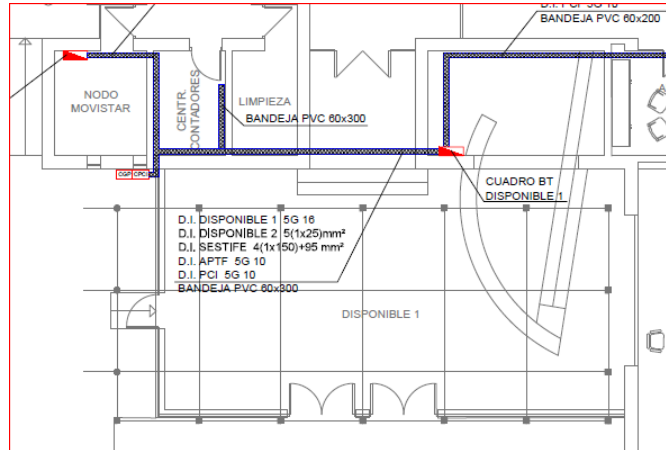 D.I. PCI 5G 10
BANDEJA PVC 60x200
NODO
MOVISTAR
CENTR.
CONTADORES
LIMPIEZA
BANDEJA PVC 60x300
CGP CPCI
CUADRO BT
DISPONIBLE 1
D.I. DISPONIBLE 1 5G 16
D.I. DISPONIBLE 2 5(1x25)mm²
D.I. SESTIFE 4(1x150)+95 mm²
D.I. APTF 5G 10
D.I. PCI 5G 10
BANDEJA PVC 60x300
DISPONIBLE 1